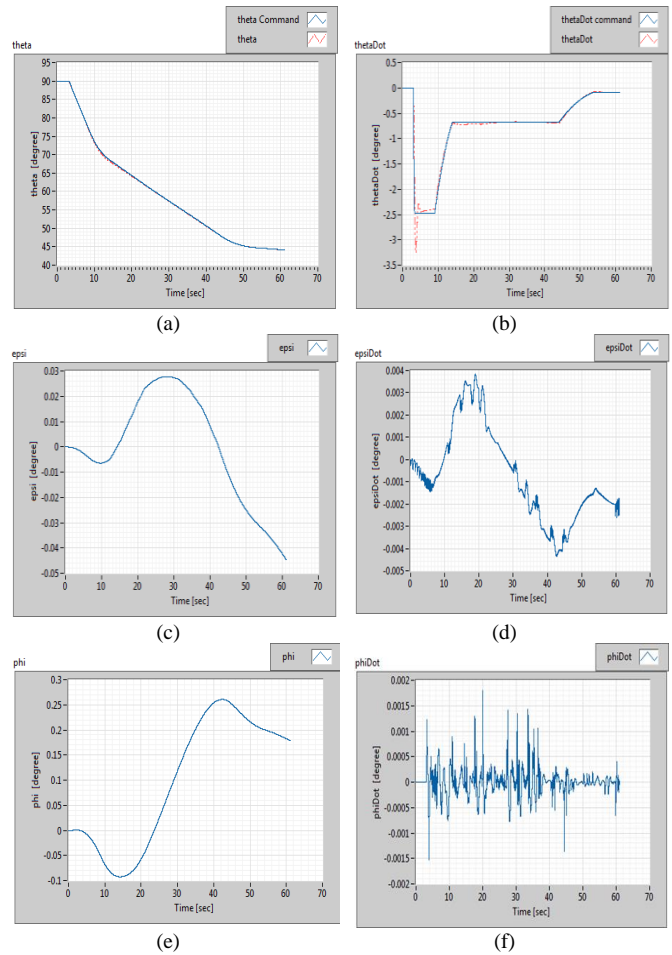 theta Command
theta
theta
95
90
85
80
75
70
65
60
55
50
45
40
theta [degree]
0 10 20 30 40 50 60 70
Time [sec]
(a)
thetaDot command
thetaDot
thetaDot
0.5
0
-0.5
-1
-1.5
-2
-2.5
-3
-3.5
thetaDot [degree]
0 10 20 30 40 50 60 70
Time [sec]
(b)
epsi
epsi
0.03
0.02
0.01
0
-0.01
-0.02
-0.03
-0.04
-0.05
epsi [degree]
0 10 20 30 40 50 60 70
Time [sec]
(c)
epsiDot
epsiDot
0.004
0.003
0.002
0.001
0
-0.001
-0.002
-0.003
-0.004
-0.005
epsiDot [degree]
0 10 20 30 40 50 60 70
Time [sec]
(d)
phi
phi
0.3
0.25
0.2
0.15
0.1
0.05
0
-0.05
-0.1
phi [degree]
0 10 20 30 40 50 60 70
Time [sec]
(e)
phiDot
phiDot
0.002
0.0015
0.001
0.0005
0
-0.0005
-0.001
-0.0015
-0.002
phiDot [degree]
0 10 20 30 40 50 60 70
Time [sec]
(f)